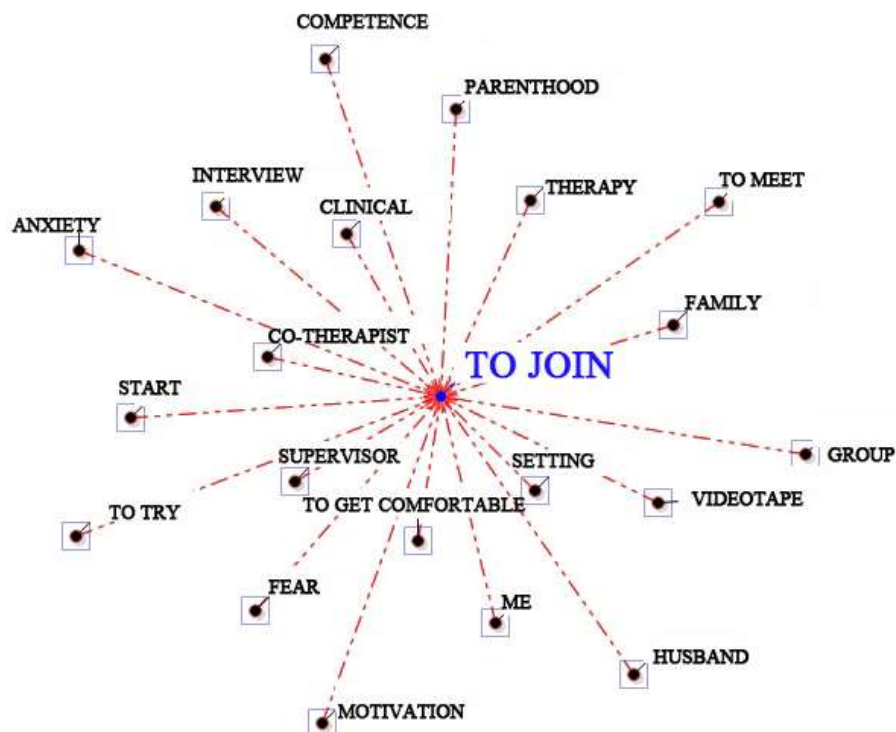 COMPETENCE
PARENTHOOD
INTERVIEW
THERAPY
TO MEET
CLINICAL
ANXIETY
FAMILY
CO-THERAPIST
TO JOIN
START
SUPERVISOR
SETTING
GROUP
TO GET COMFORTABLE
VIDEOTAPE
TO TRY
FEAR
ME
HUSBAND
MOTIVATION